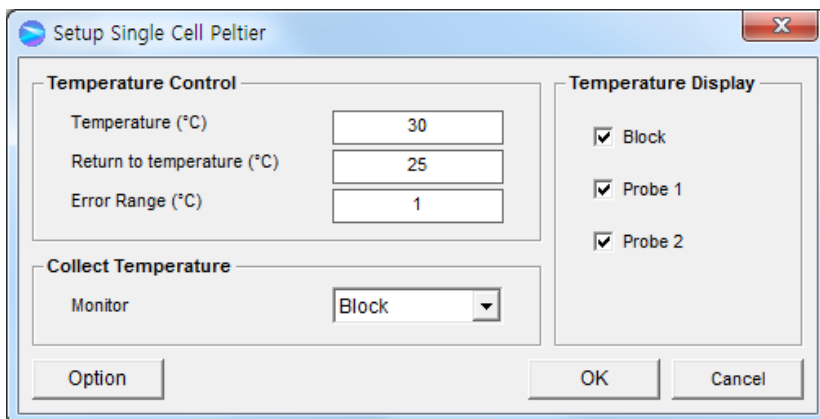 Setup Single Cell Peltier
Temperature Control
Temperature (°C) 30
Return to temperature (°C) 25
Error Range (°C) 1
Collect Temperature
Monitor Block
Temperature Display
Block
Probe 1
Probe 2
Option OK Cancel